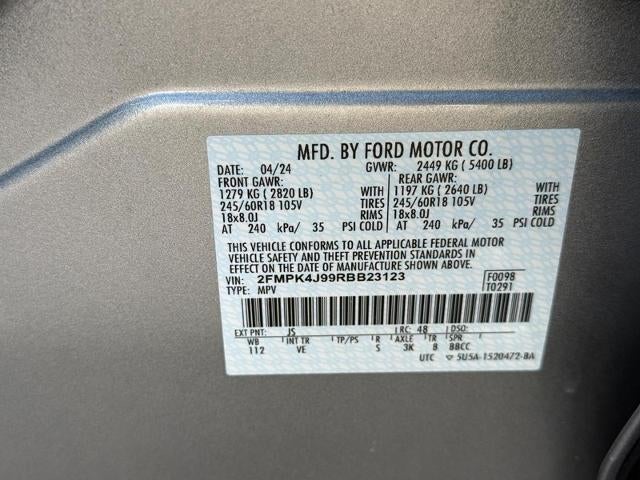 MFD. BY FORD MOTOR CO.
DATE: 04/24 GVWR: 2449 KG ( 5400 LB)
FRONT GAWR: REAR GAWR:
1279 KG ( 2820 LB) WITH 1197 KG ( 2640 LB) WITH
245/60R18 105V TIRES 245/60R18 105V TIRES
18x8.0J RIMS 18x8.0J RIMS
AT 240 kPa/ 35 PSI COLD AT 240 kPa/ 35 PSI COLD
THIS VEHICLE CONFORMS TO ALL APPLICABLE FEDERAL MOTOR
VEHICLE SAFETY AND THEFT PREVENTION STANDARDS IN
EFFECT ON THE DATE OF MANUFACTURE SHOWN ABOVE.
VIN: 2FMPK4J99RBB23123 F0098
TYPE: MPV T0291
EXT PNT: JS RC: 48 DSO:
WB INT TR TP/PS R AXLE TR SPR
112 VE S 3K 8 BBCC
UTC 5U5A-1520472-BA